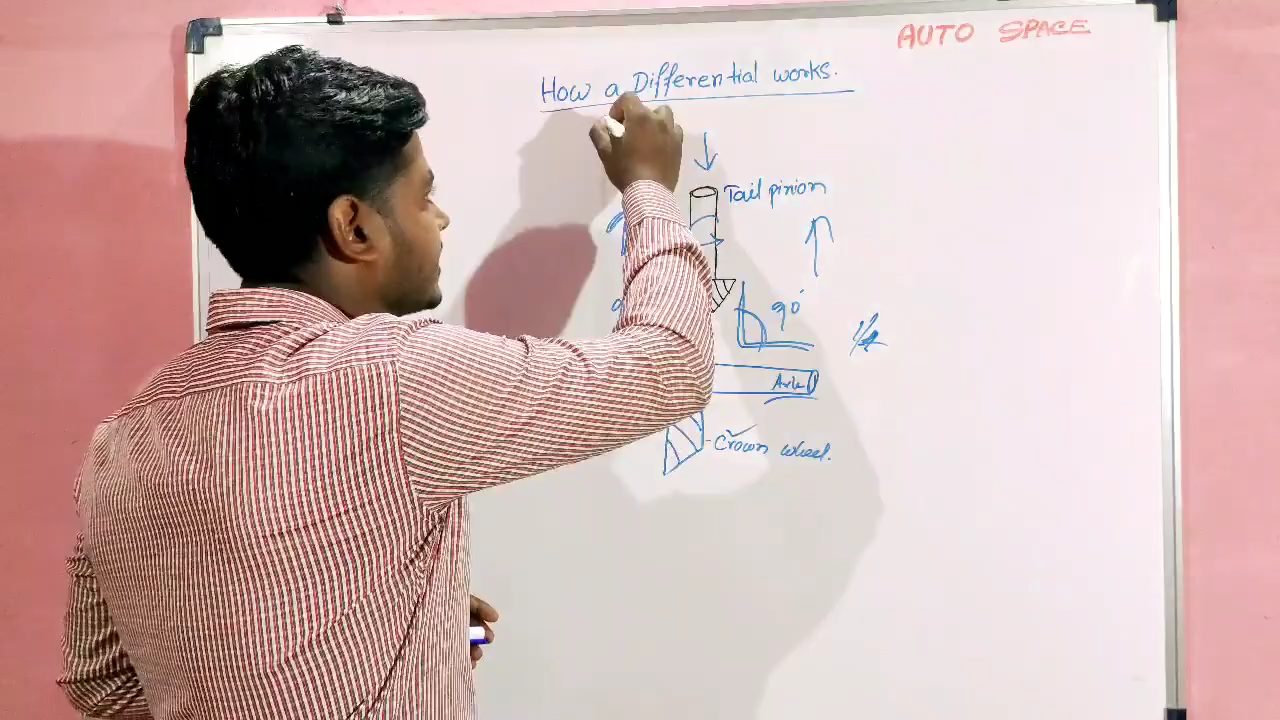 AUTO SPACE
How a Differential works.
Tail pinion
90°
Axle
Crown wheel.